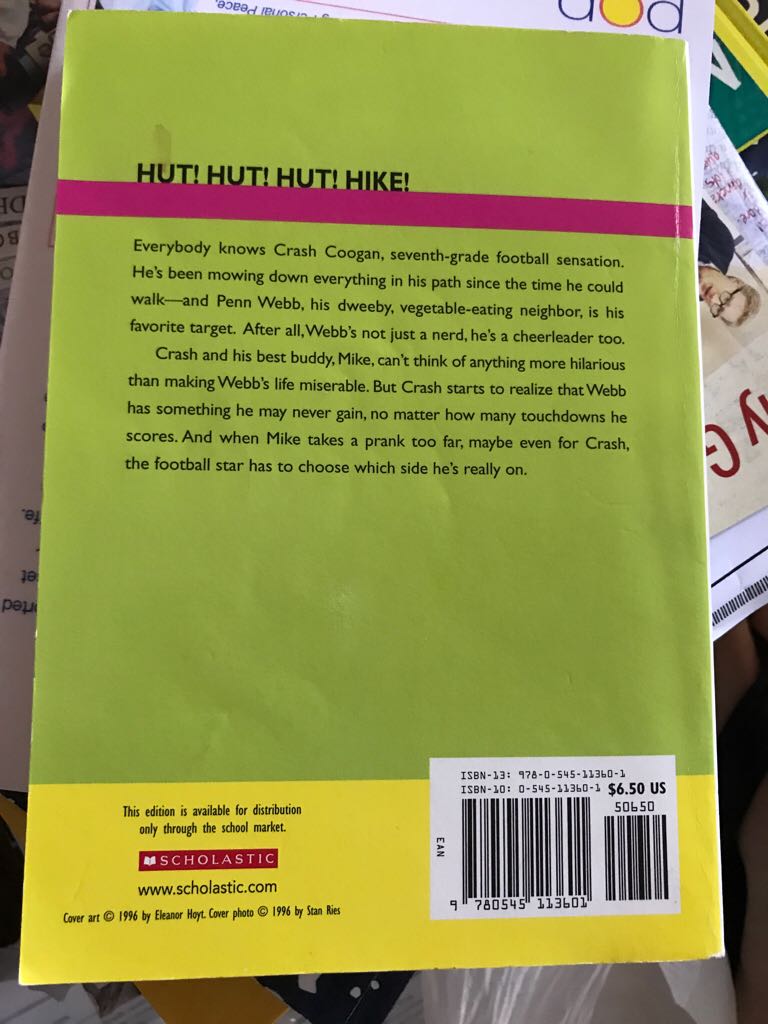 Personal Peace.
pop
HUT! HUT! HUT! HIKE!
Everybody knows Crash Coogan, seventh-grade football sensation.
He's been mowing down everything in his path since the time he could
walk—and Penn Webb, his dweeby, vegetable-eating neighbor, is his
favorite target. After all, Webb's not just a nerd, he's a cheerleader too.
Crash and his best buddy, Mike, can't think of anything more hilarious
than making Webb's life miserable. But Crash starts to realize that Webb
has something he may never gain, no matter how many touchdowns he
scores. And when Mike takes a prank too far, maybe even for Crash,
the football star has to choose which side he's really on.
This edition is available for distribution
only through the school market.
SCHOLASTIC
www.scholastic.com
Cover art © 1996 by Eleanor Hoyt. Cover photo © 1996 by Stan Ries
ISBN-13: 978-0-545-11360-1
ISBN-10: 0-545-11360-1
$6.50 US
50650
EAN
9 780545 113601